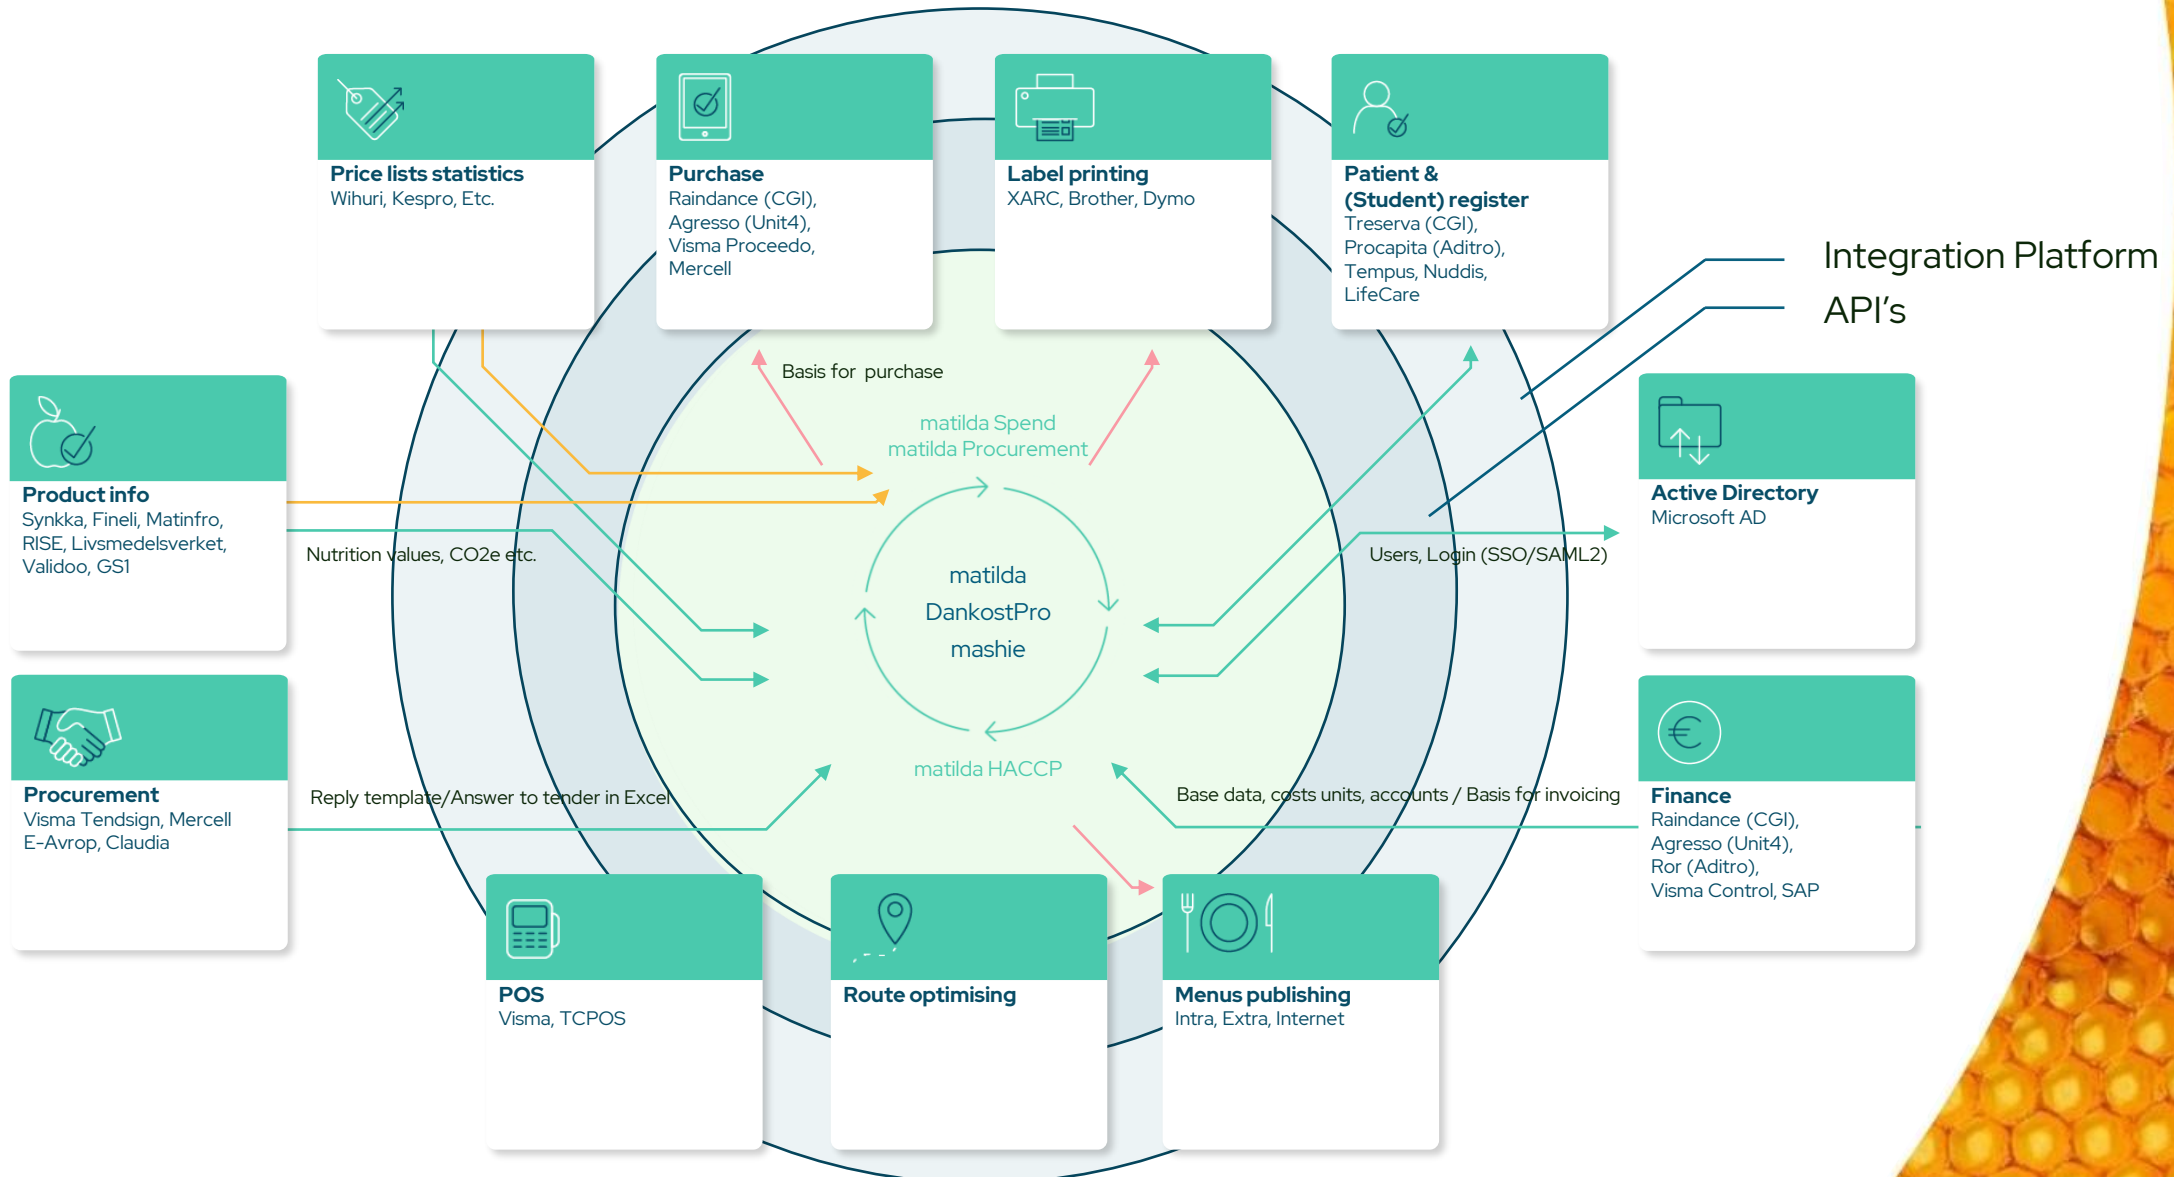 Price lists statistics
Wihuri, Kespro, Etc.
Purchase
Raindance (CGI),
Agresso (Unit4),
Visma Proceedo,
Mercell
Label printing
XARC, Brother, Dymo
Patient &
(Student) register
Treserva (CGI),
Procapita (Aditro),
Tempus, Nuddis,
LifeCare
Integration Platform
API's
Basis for purchase
matilda Spend
matilda Procurement
Product info
Synkka, Fineli, Matinfro,
RISE, Livsmedelsverket,
Validoo, GS1
Nutrition values, CO2e etc.
Active Directory
Microsoft AD
Users, Login (SSO/SAML2)
matilda
DankostPro
mashie
matilda HACCP
Procurement
Visma Tendsign, Mercell
E-Avrop, Claudia
Reply template/Answer to tender in Excel
Base data, costs units, accounts / Basis for invoicing
Finance
Raindance (CGI),
Agresso (Unit4),
Ror (Aditro),
Visma Control, SAP
POS
Visma, TCPOS
Route optimising
Menus publishing
Intra, Extra, Internet